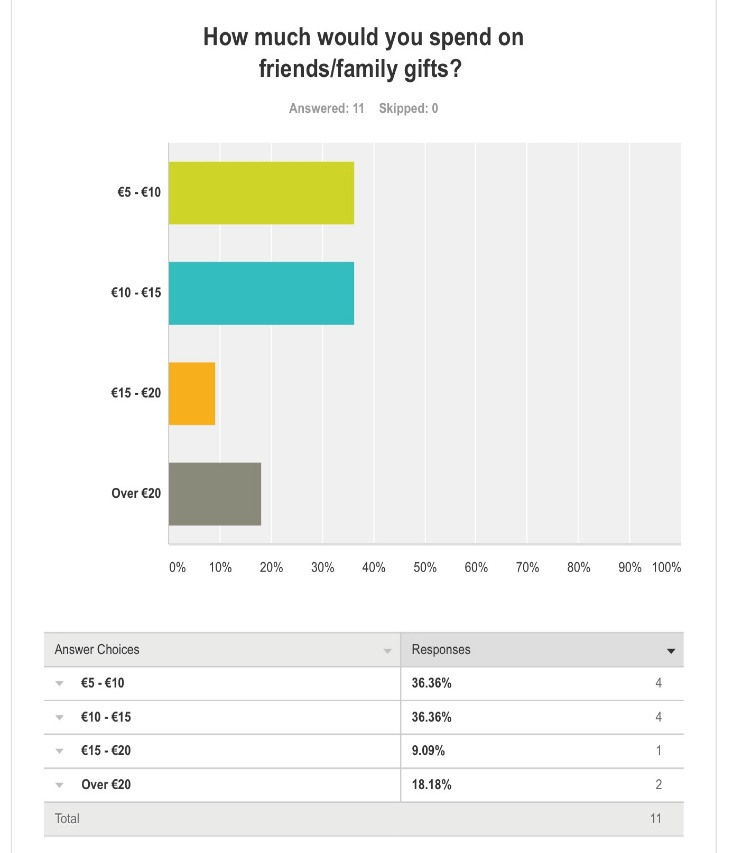 How much would you spend on
friends/family gifts?
Answered: 11 Skipped: 0
€5 - €10
€10 - €15
€15 - €20
Over €20
0% 10% 20% 30% 40% 50% 60% 70% 80% 90% 100%
Answer Choices Responses
€5 - €10 36.36% 4
€10 - €15 36.36% 4
€15 - €20 9.09% 1
Over €20 18.18% 2
Total 11